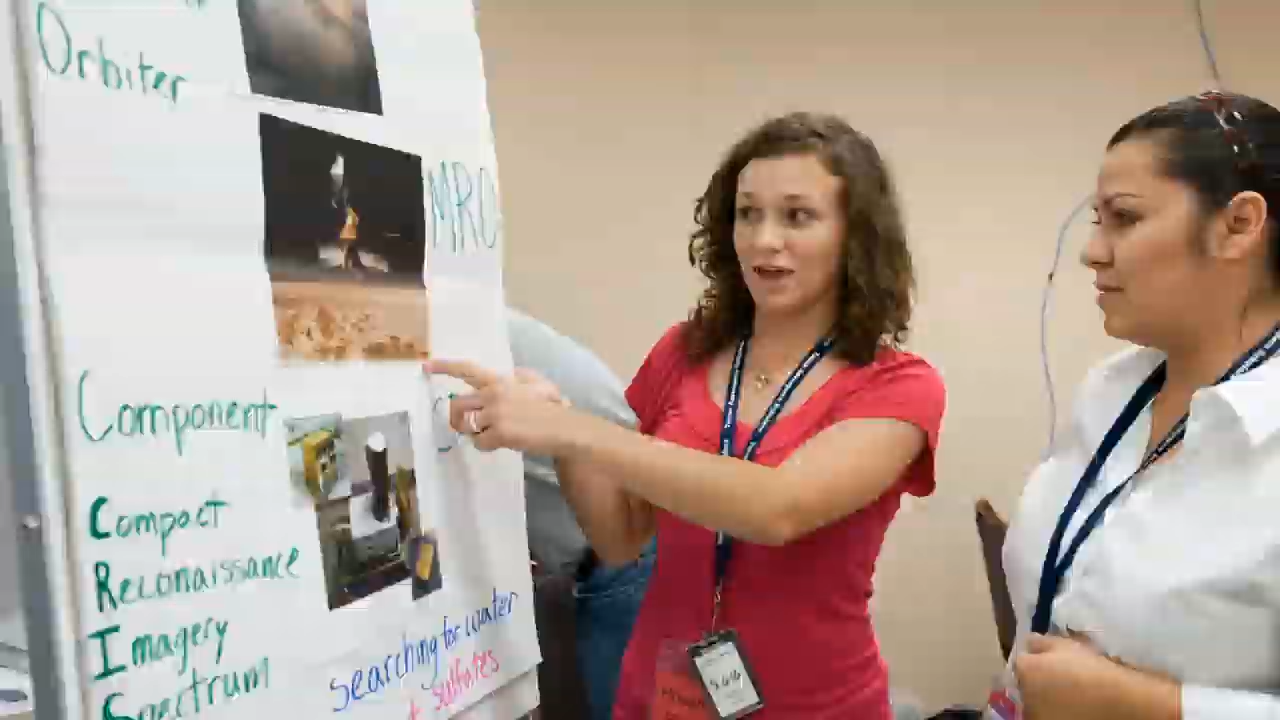 Orbiter
MRO
Component
Compact
Reconaissance
Imagery
Spectrum
searching for water
+ sulfates